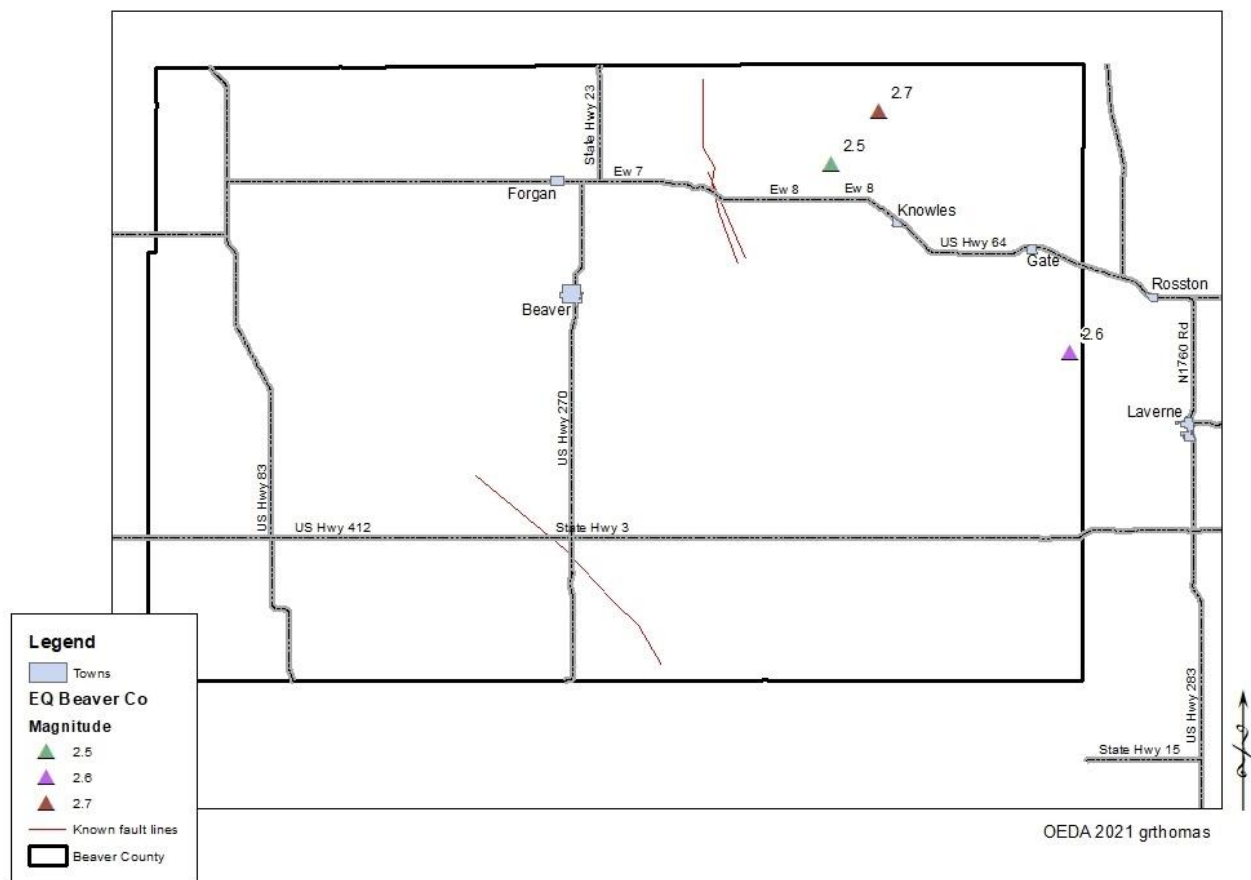 State Hwy 23
2.7
2.5
Ew 7
Forgan
Ew 8
Ew 8
Knowles
US Hwy 64
Gate
Rosston
Beaver
2.6
N1760 Rd
Laverne
US Hwy 270
US Hwy 83
US Hwy 412
State Hwy 3
US Hwy 283
State Hwy 15
Legend
Towns
EQ Beaver Co
Magnitude
2.5
2.6
2.7
Known fault lines
Beaver County
OEDA 2021 grthomas